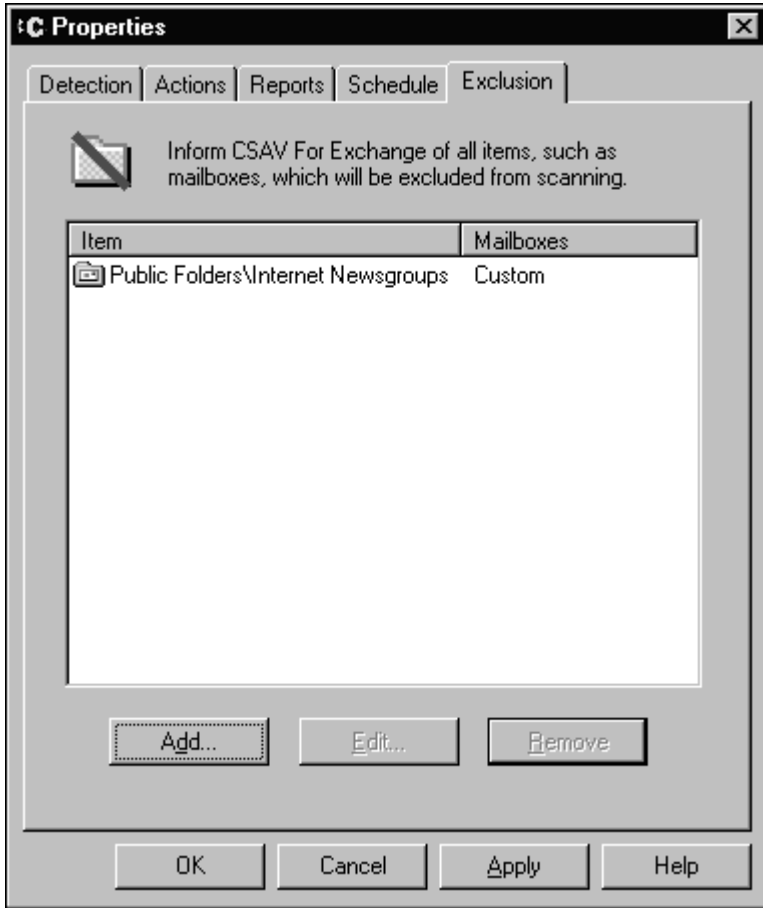 C Properties
Detection Actions Reports Schedule Exclusion
Inform CSAV For Exchange of all items, such as
mailboxes, which will be excluded from scanning.
Item Mailboxes
Public Folders\Internet Newsgroups Custom
Add... Edit... Remove
OK Cancel Apply Help